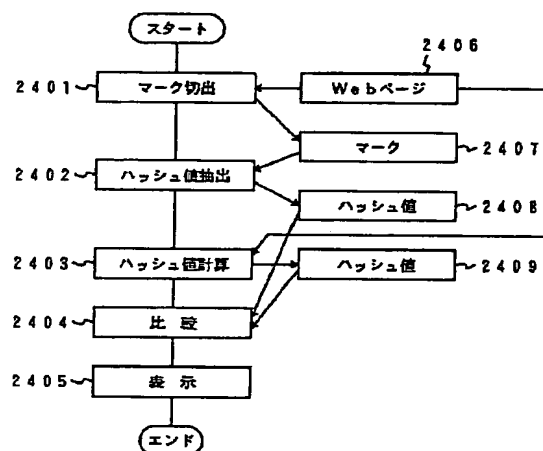 スタート
2406
2401 マーク切出 Webページ
マーク 2407
2402 ハッシュ値抽出
ハッシュ値 2408
2403 ハッシュ値計算 ハッシュ値 2409
2404 比較
2405 表示
エンド